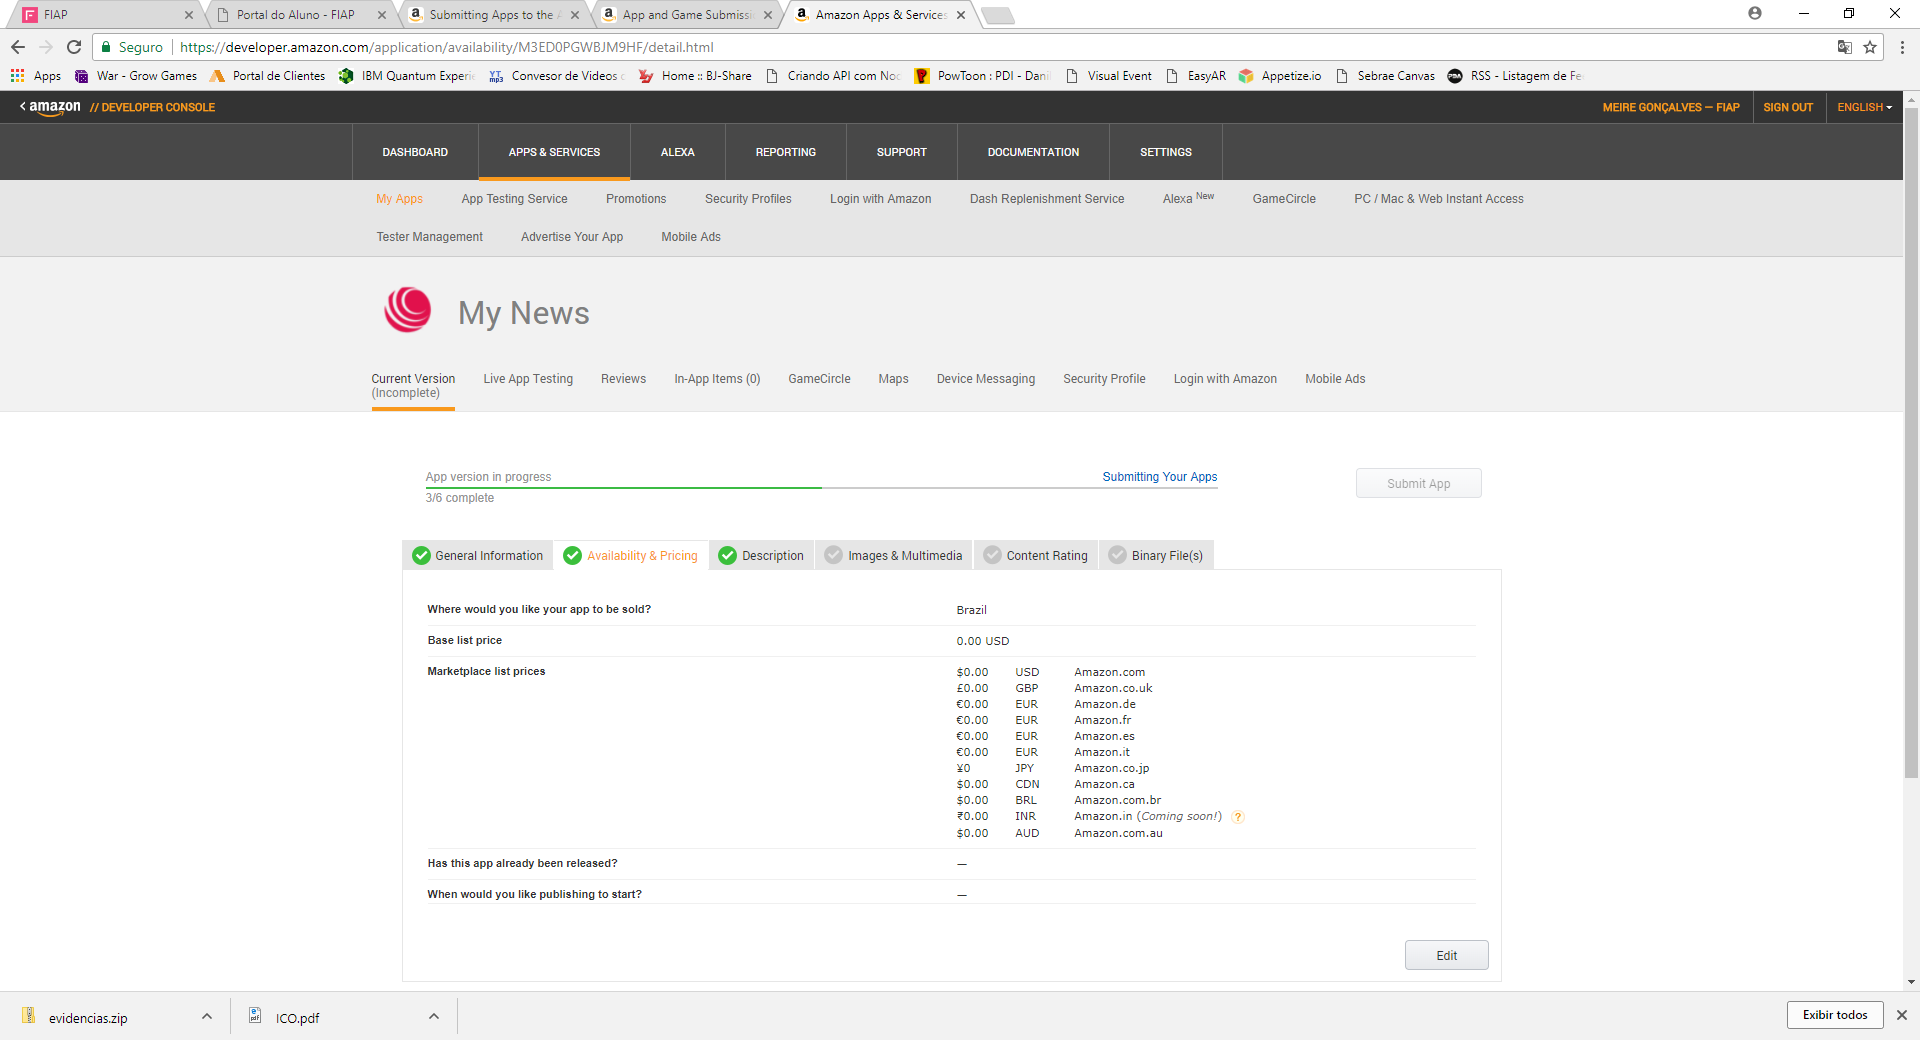 FIAP
Portal do Aluno - FIAP
Submitting Apps to the A
App and Game Submissi
Amazon Apps & Services
Seguro
https://developer.amazon.com/application/availability/M3ED0PGWBJM9HF/detail.html
Apps
War - Grow Games
Portal de Clientes
IBM Quantum Experie
Convesor de Videos c
Home :: BJ-Share
Criando API com Noc
PowToon : PDI - Dani
Visual Event
EasyAR
Appetize.io
Sebrae Canvas
RSS - Listagem de Fe
amazon // DEVELOPER CONSOLE
MEIRE GONÇALVES — FIAP
SIGN OUT
ENGLISH
DASHBOARD
APPS & SERVICES
ALEXA
REPORTING
SUPPORT
DOCUMENTATION
SETTINGS
My Apps
App Testing Service
Promotions
Security Profiles
Login with Amazon
Dash Replenishment Service
Alexa New
GameCircle
PC / Mac & Web Instant Access
Tester Management
Advertise Your App
Mobile Ads
My News
Current Version
(Incomplete)
Live App Testing
Reviews
In-App Items (0)
GameCircle
Maps
Device Messaging
Security Profile
Login with Amazon
Mobile Ads
App version in progress
Submitting Your Apps
3/6 complete
Submit App
General Information
Availability & Pricing
Description
Images & Multimedia
Content Rating
Binary File(s)
Where would you like your app to be sold? Brazil
Base list price 0.00 USD
Marketplace list prices
$0.00 USD Amazon.com
£0.00 GBP Amazon.co.uk
€0.00 EUR Amazon.de
€0.00 EUR Amazon.fr
€0.00 EUR Amazon.es
€0.00 EUR Amazon.it
¥0 JPY Amazon.co.jp
$0.00 CDN Amazon.ca
$0.00 BRL Amazon.com.br
₹0.00 INR Amazon.in (Coming soon!) ?
$0.00 AUD Amazon.com.au
Has this app already been released? —
When would you like publishing to start? —
Edit
evidencias.zip
ICO.pdf
Exibir todos